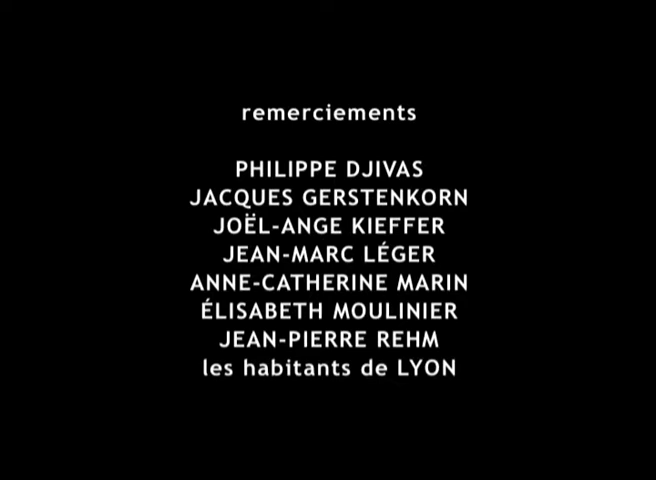 remerciements
PHILIPPE DJIVAS
JACQUES GERSTENKORN
JOËL-ANGE KIEFFER
JEAN-MARC LÉGER
ANNE-CATHERINE MARIN
ÉLISABETH MOULINIER
JEAN-PIERRE REHM
les habitants de LYON